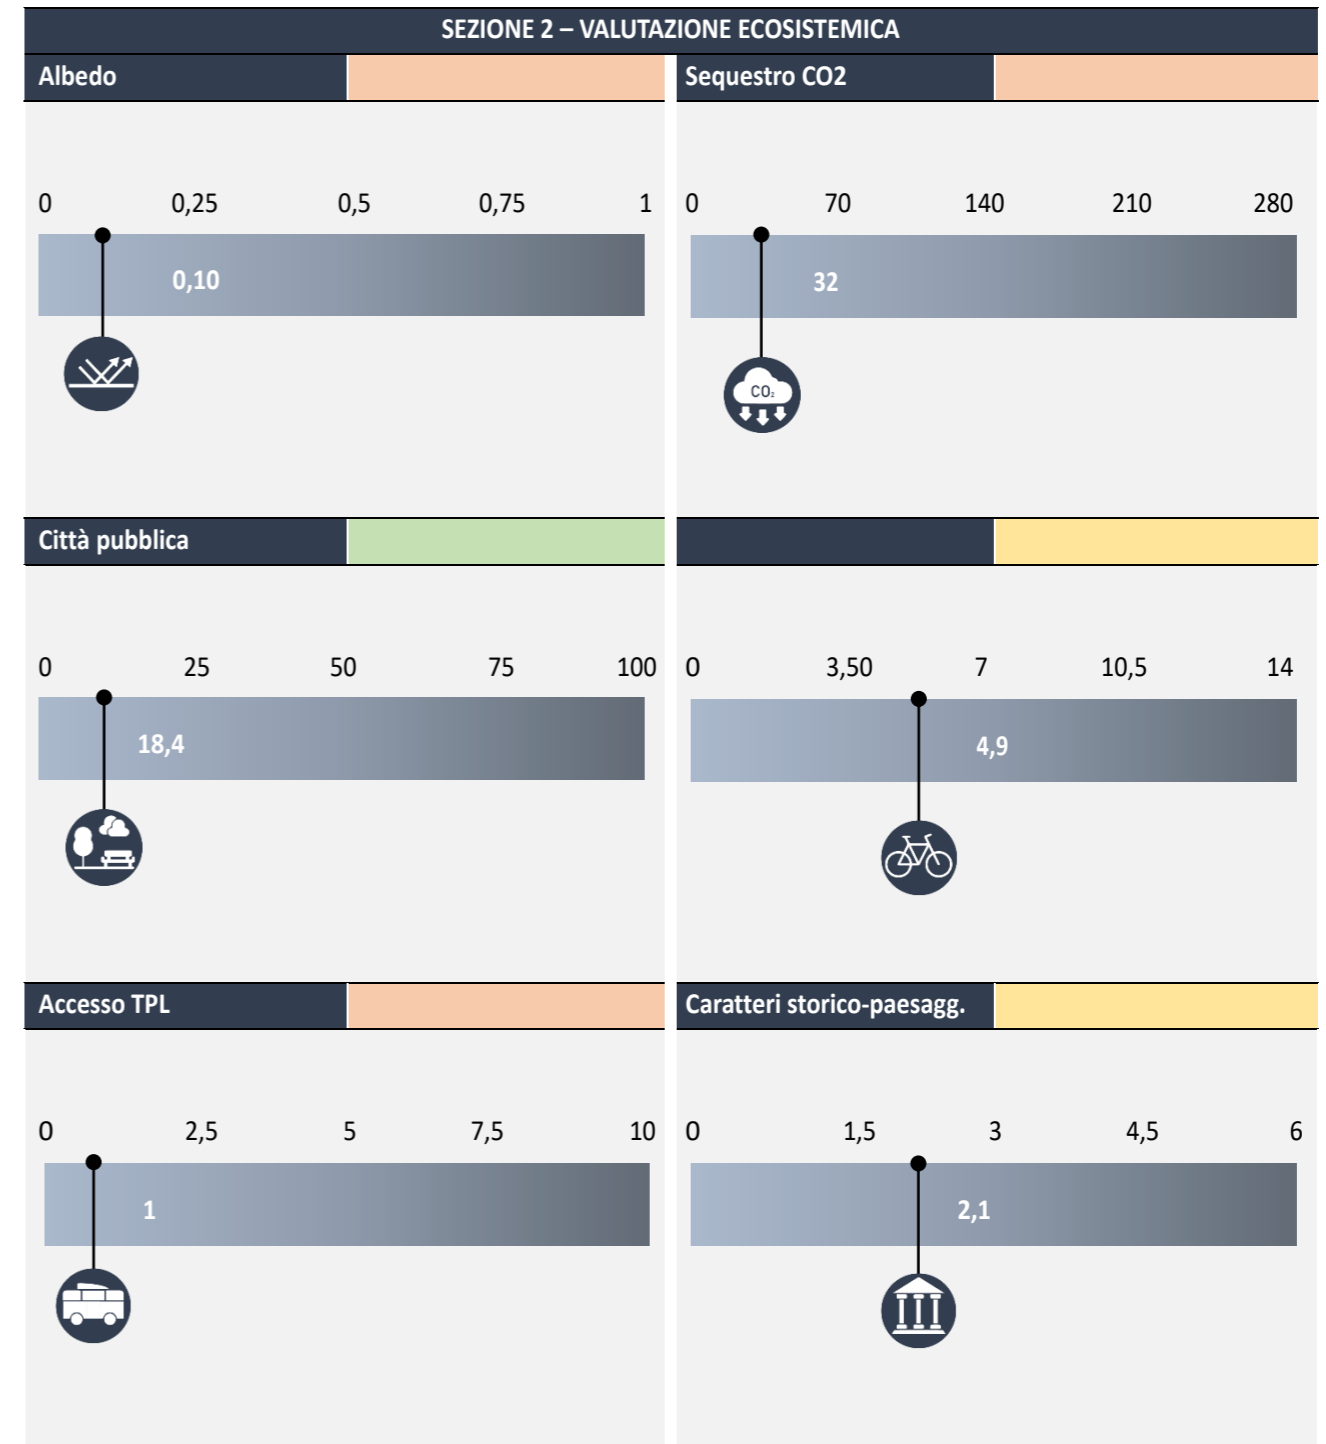 SEZIONE 2 – VALUTAZIONE ECOSISTEMICA
Albedo
Sequestro CO2
0 0,25 0,5 0,75 1
0 70 140 210 280
0,10
32
CO₂
Città pubblica
0 25 50 75 100
0 3,50 7 10,5 14
18,4
4,9
Accesso TPL
Caratteri storico-paesagg.
0 2,5 5 7,5 10
0 1,5 3 4,5 6
1
2,1